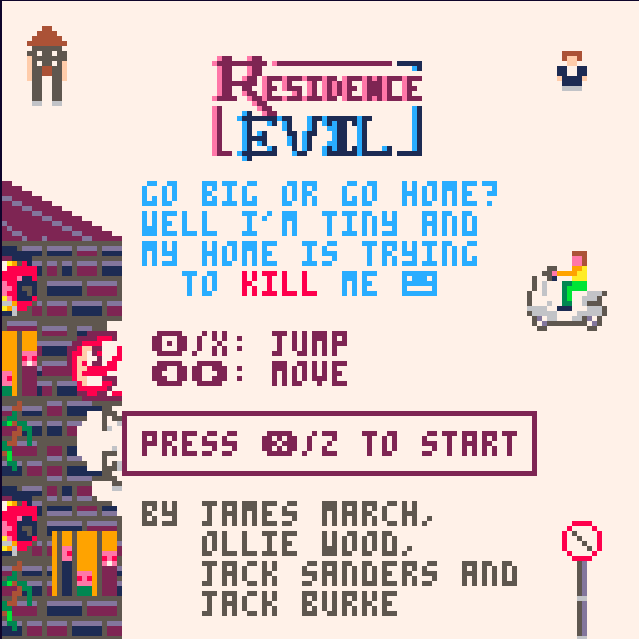 RESIDENCE
EVIL
GO BIG OR GO HOME?
WELL I'M TINY AND
MY HOME IS TRYING
TO KILL ME
/X: JUMP
: MOVE
PRESS ❎/Z TO START
BY JAMES MARCH,
OLLIE WOOD,
JACK SANDERS AND
JACK BURKE